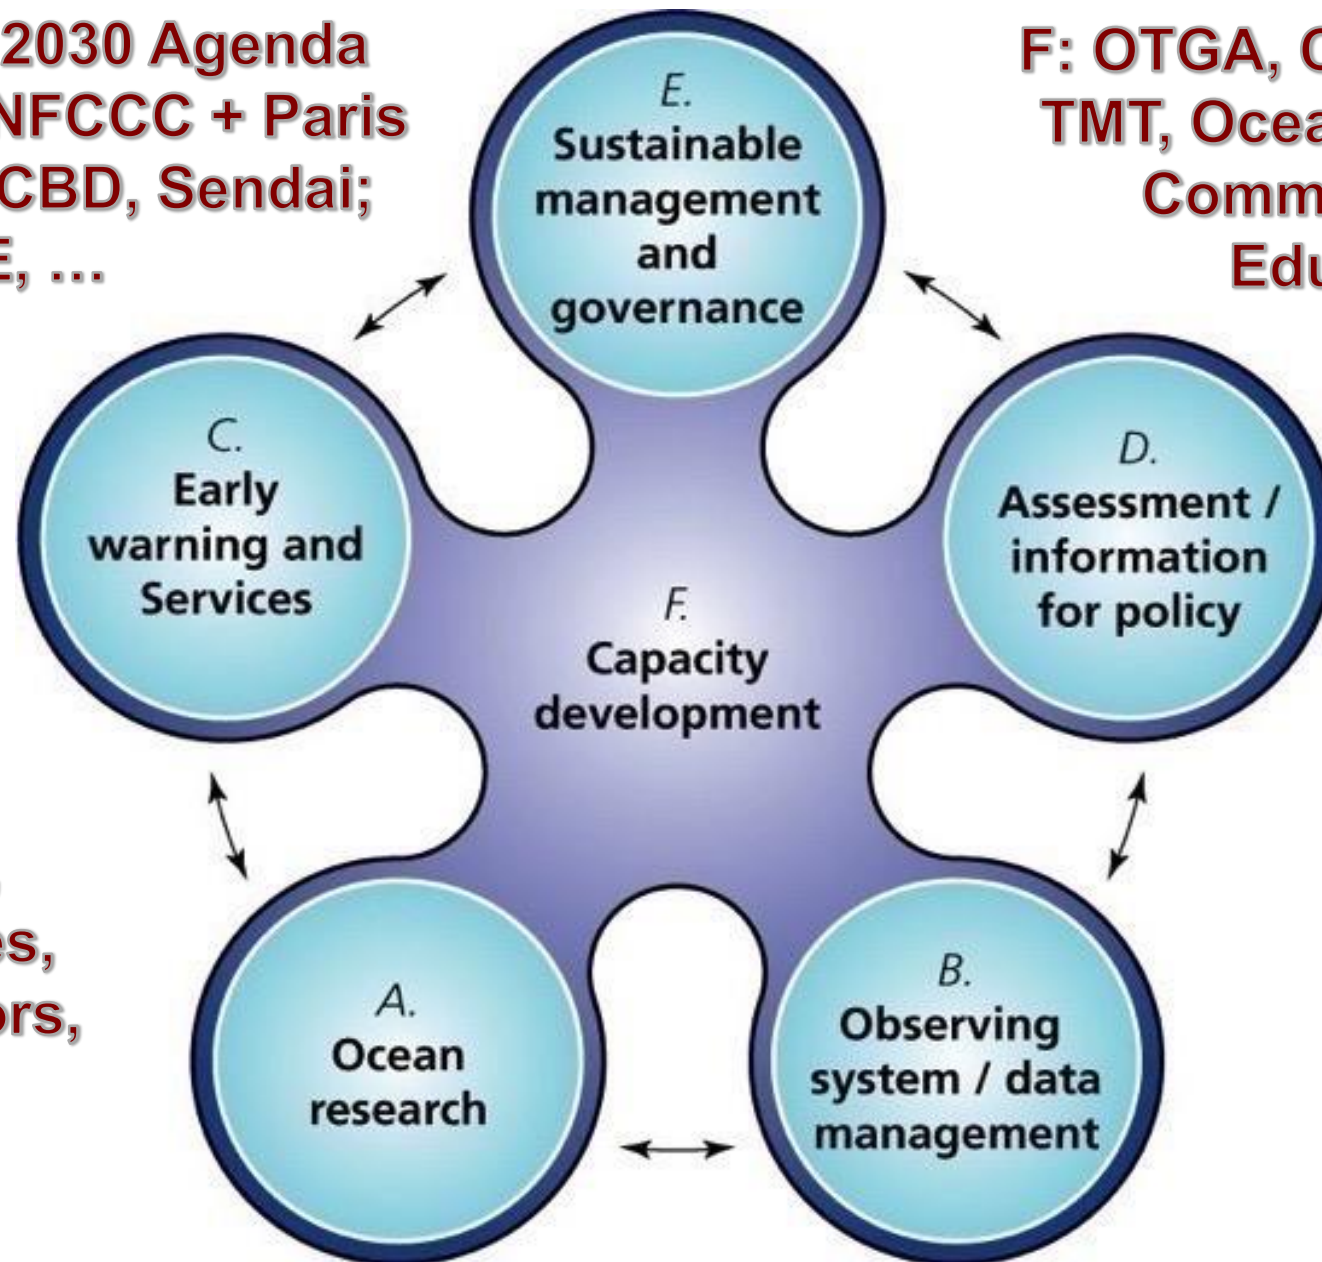 2030 Agenda
NFCCC + Paris
CBD, Sendai;
E, …
F: OTGA, C
TMT, Ocea
Comm
Edu
E.
Sustainable
management
and
governance
C.
Early
warning and
Services
D.
Assessment /
information
for policy
F.
Capacity
development
es,
ors,
A.
Ocean
research
B.
Observing
system / data
management